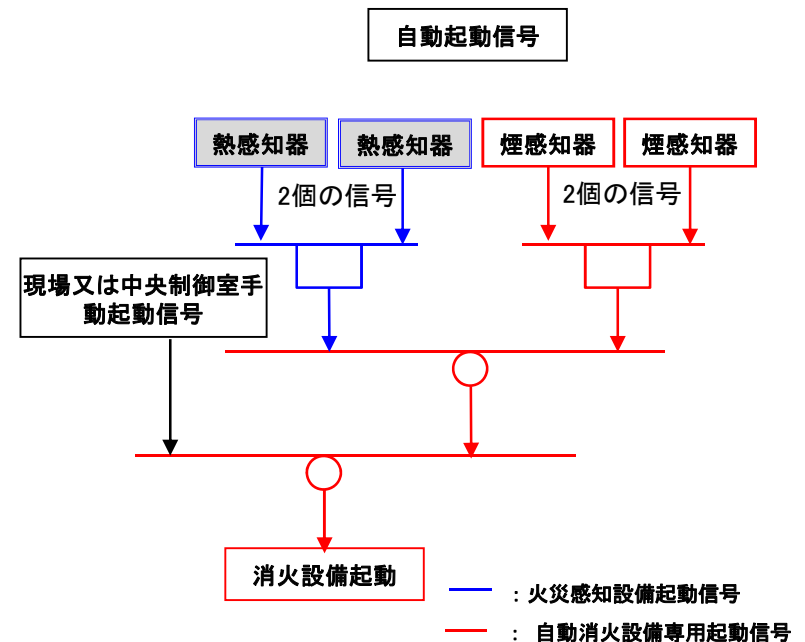 自動起動信号
熱感知器
熱感知器
煙感知器
煙感知器
2個の信号
2個の信号
現場又は中央制御室手
動起動信号
消火設備起動
：火災感知設備起動信号
： 自動消火設備専用起動信号